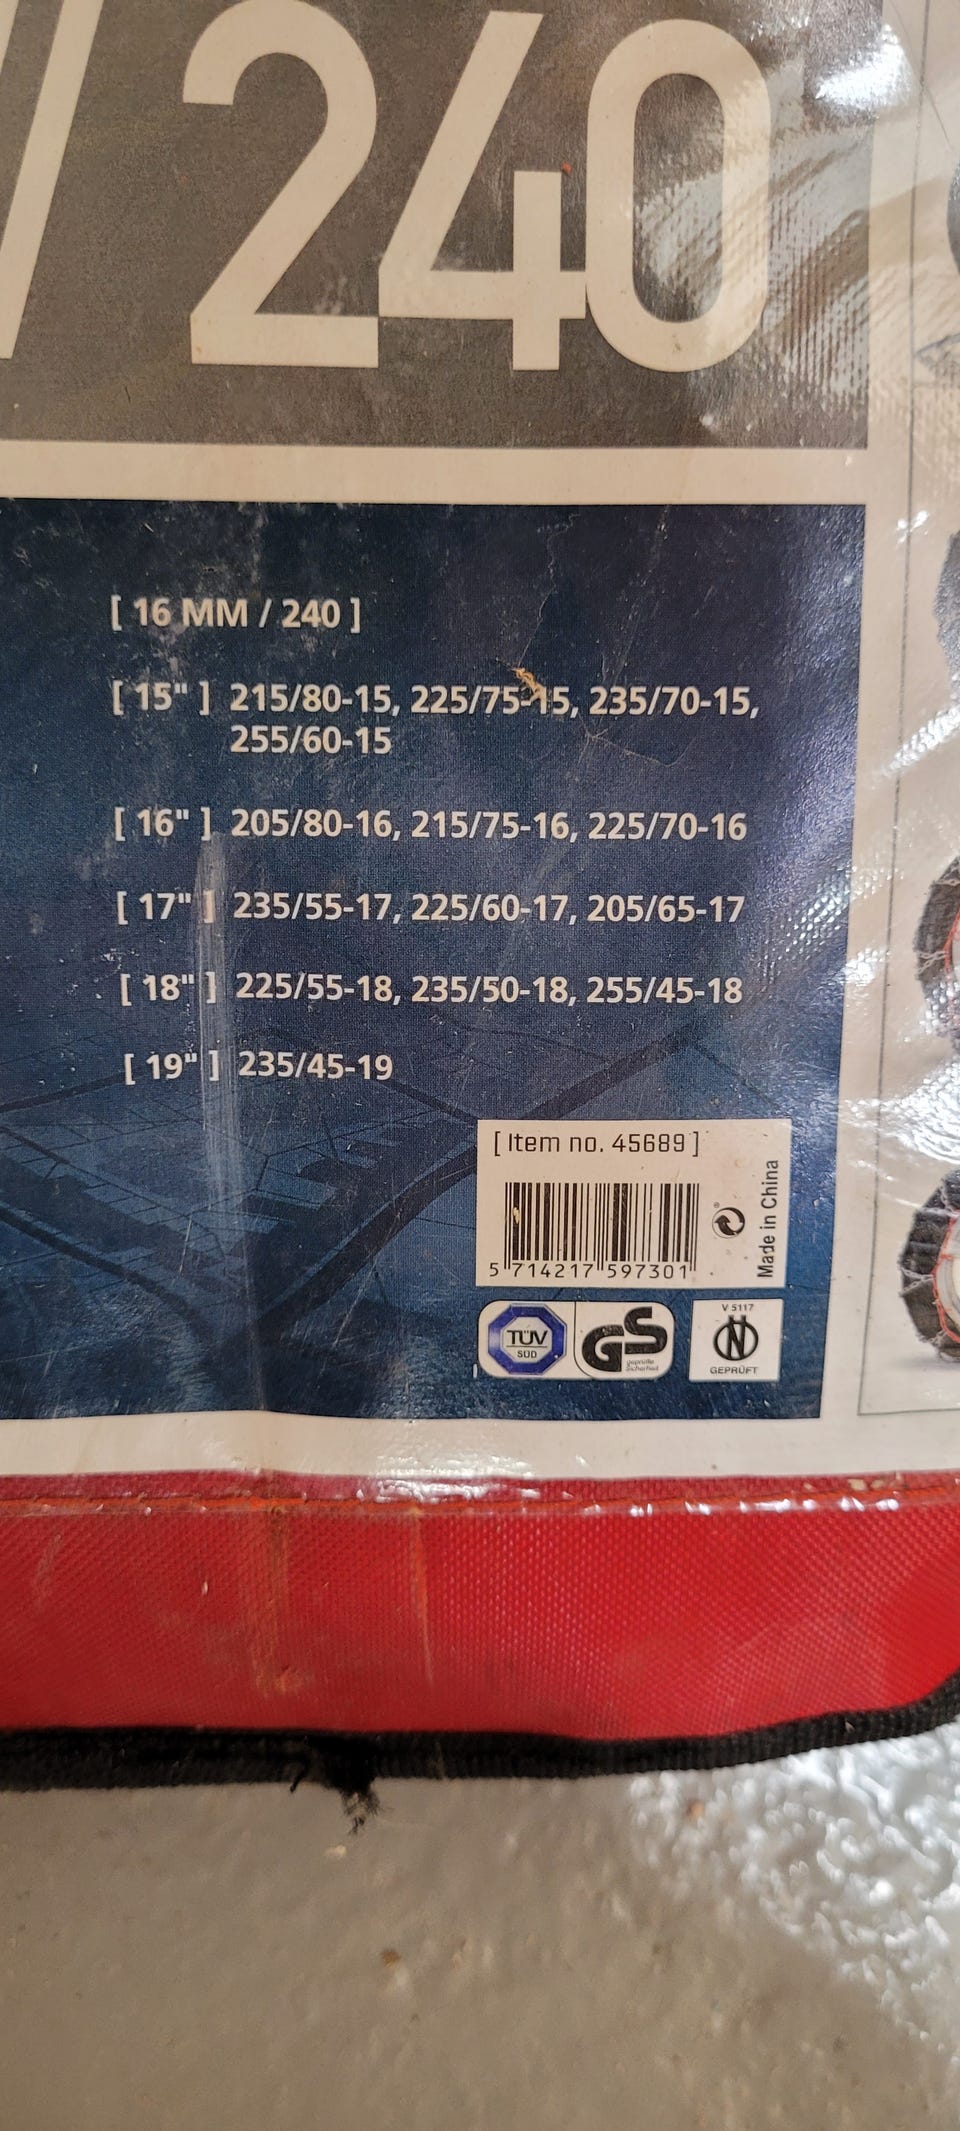 / 240
[ 16 MM / 240 ]
[ 15" ] 215/80-15, 225/75-15, 235/70-15,
255/60-15
[ 16" ] 205/80-16, 215/75-16, 225/70-16
[ 17" ] 235/55-17, 225/60-17, 205/65-17
[ 18" ] 225/55-18, 235/50-18, 255/45-18
[ 19" ] 235/45-19
[ Item no. 45689 ]
5 714217 597301
Made in China
TÜV
SÜD
GS
geprüfte
Sicherheit
V 5117
N
GEPRÜFT